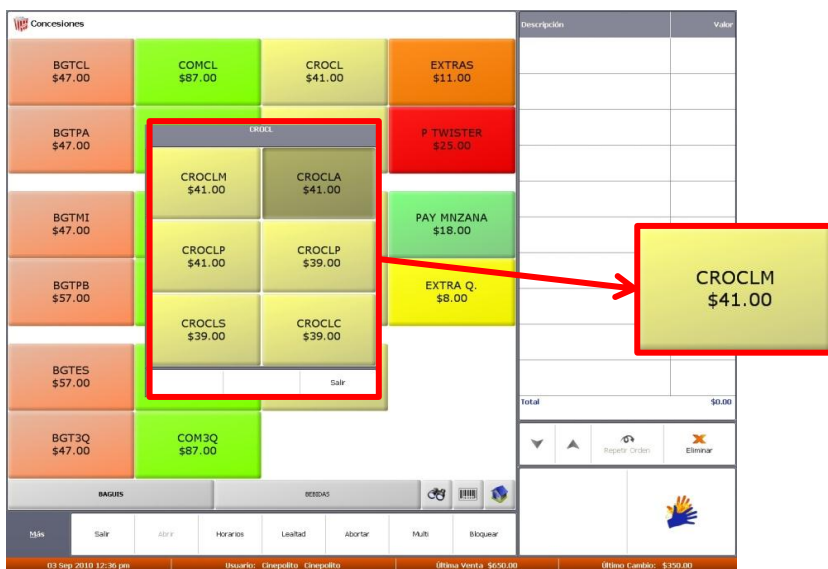 Concesiones
Descripción
Valor
BGTCL
$47.00
COMCL
$87.00
CROCL
$41.00
EXTRAS
$11.00
BGTPA
$47.00
P TWISTER
$25.00
CROCL
CROCLM
$41.00
CROCLA
$41.00
BGTMI
$47.00
PAY MNZANA
$18.00
CROCLP
$41.00
CROCLP
$39.00
BGTPB
$57.00
EXTRA Q.
$8.00
CROCLM
$41.00
CROCLS
$39.00
CROCLC
$39.00
Salir
BGTES
$57.00
Total
$0.00
BGT3Q
$47.00
COM3Q
$87.00
Repetir Orden
Eliminar
BAGUIS
BEBIDAS
Más
Salir
Abrir
Horarios
Lealtad
Abortar
Multi
Bloquear
03 Sep 2010 12:36 pm
Usuario: Cinepolito Cinepolito
Última Venta $650.00
Último Cambio: $350.00